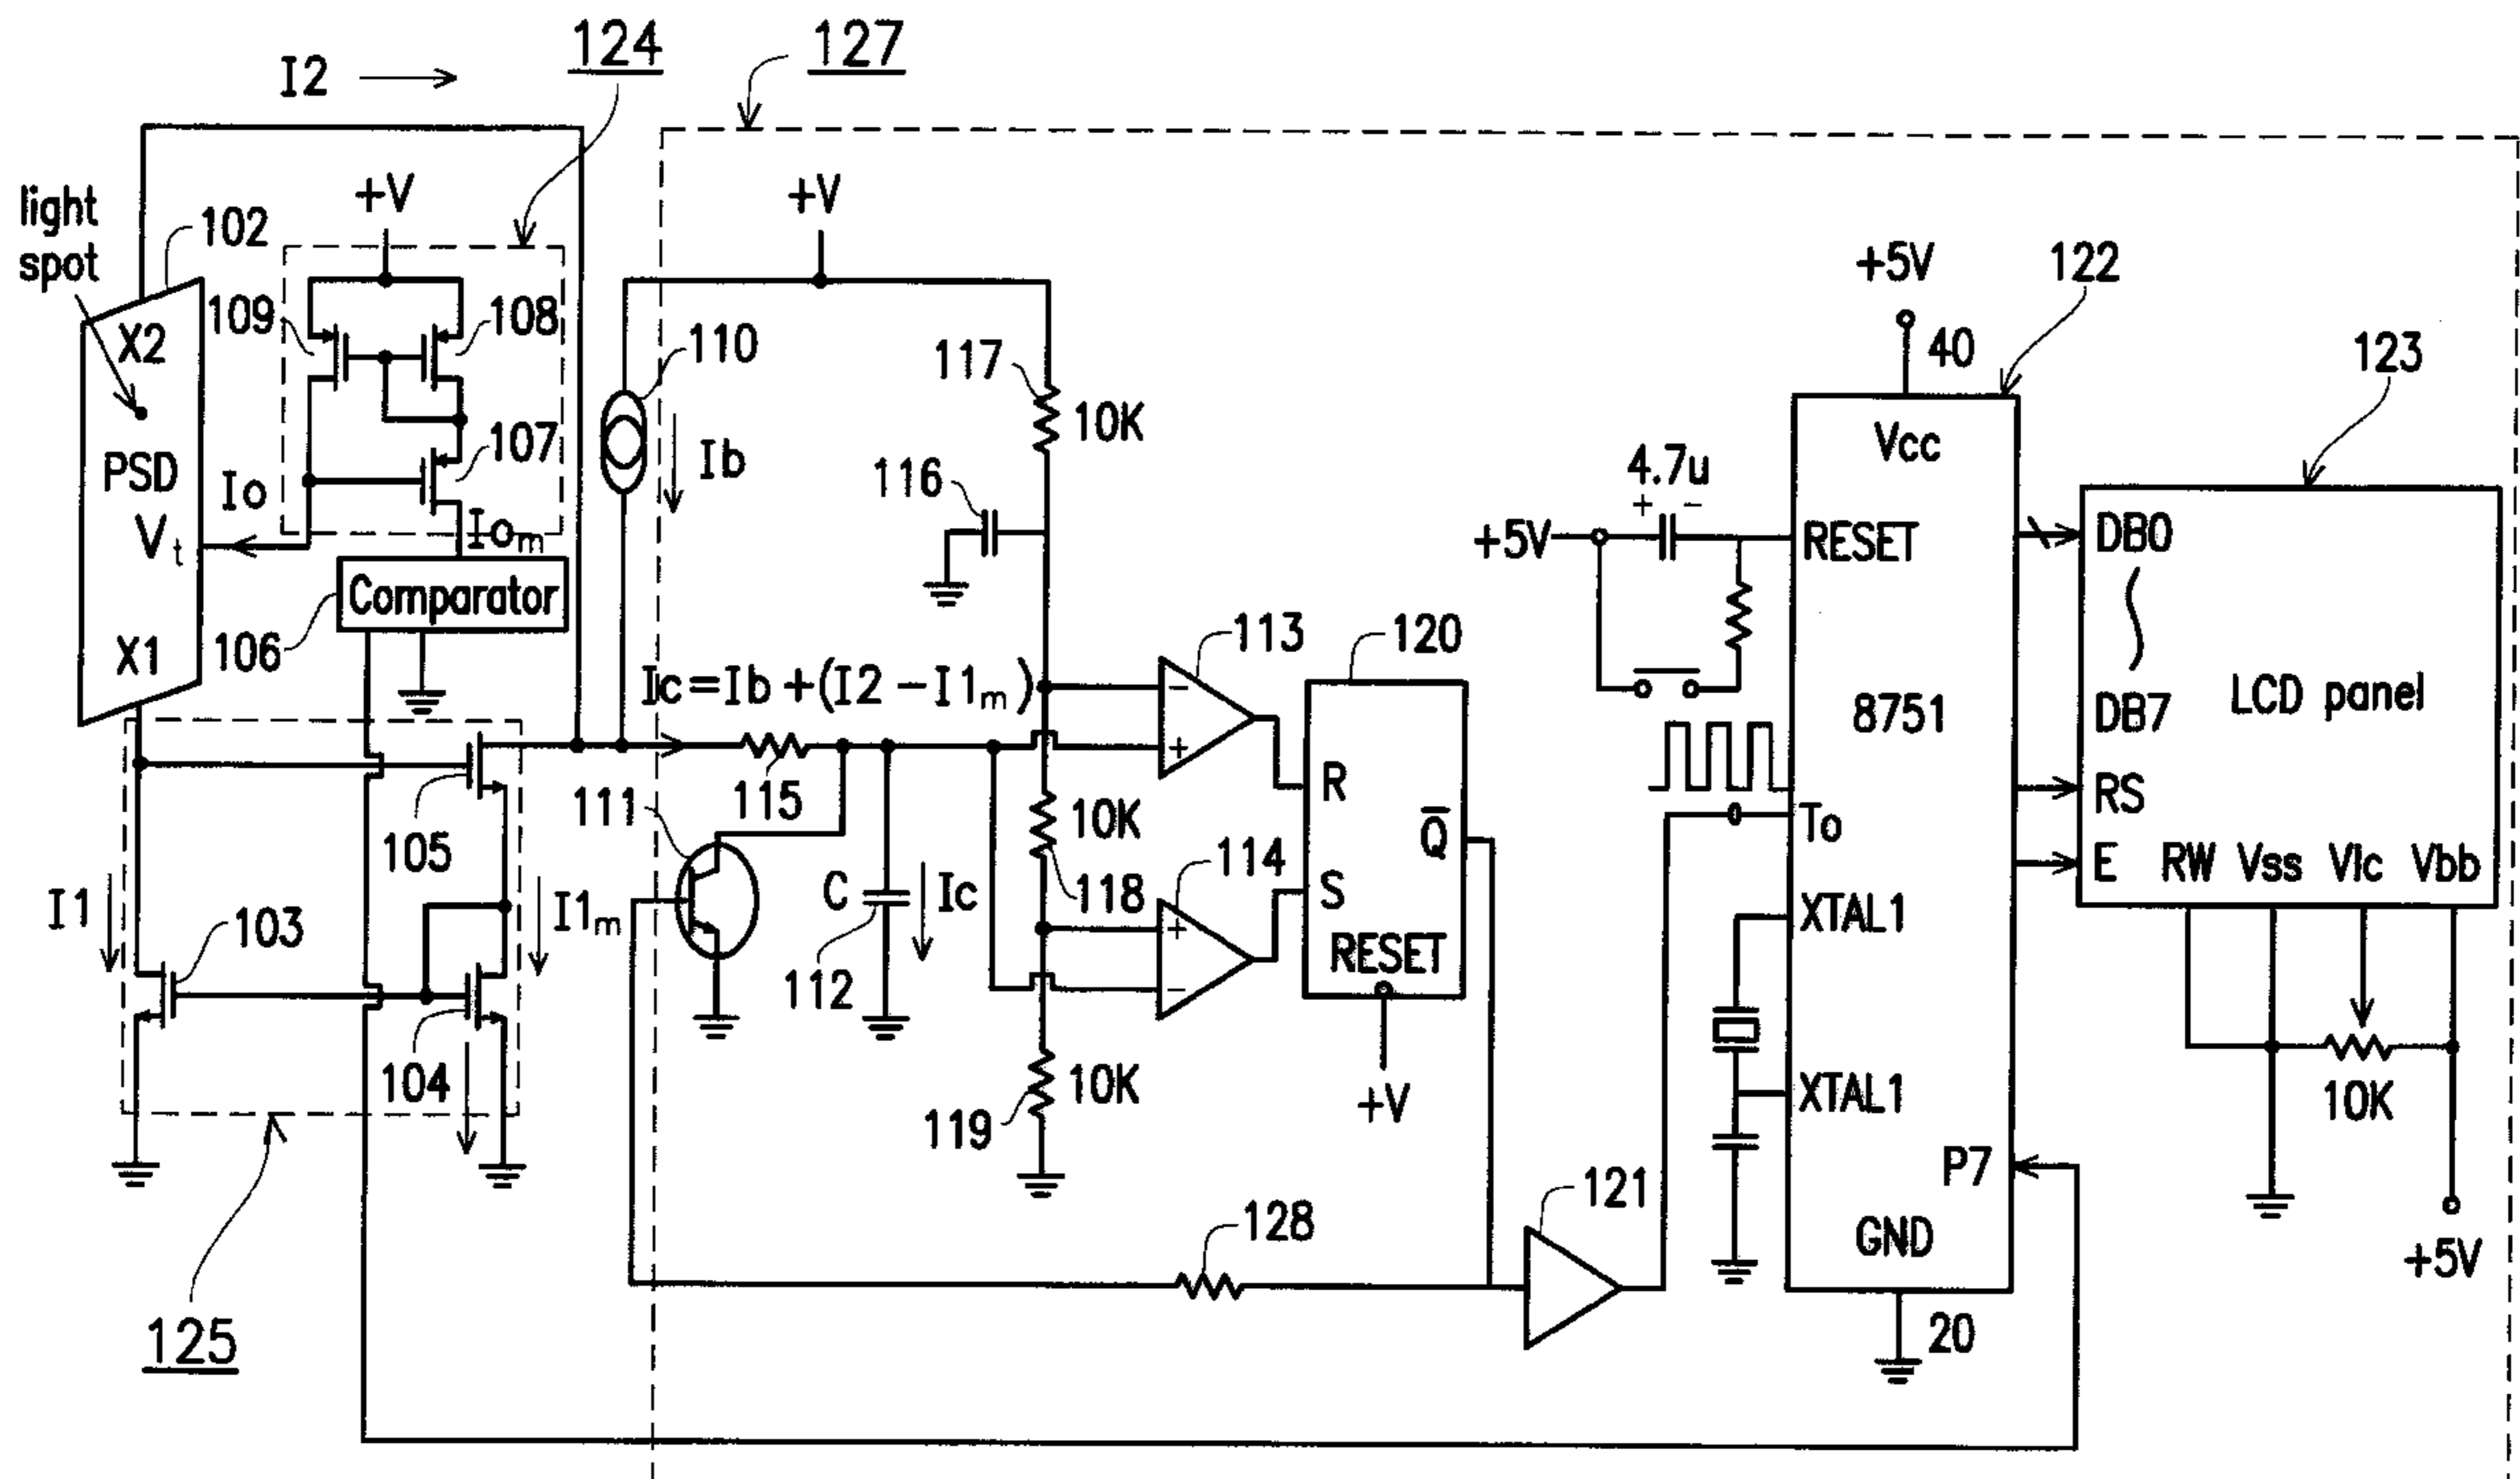 I2
124
127
light
spot
102
+V
+V
109
108
110
107
X2
PSD
Vt
X1
Io
Iom
Ib
Comparator
106
117
10K
116
Ic=Ib+(I2-I1m)
113
-
+
120
R
S
Q̅
RESET
+V
105
115
111
C
Ic
112
10K
118
114
+
-
I1
103
I1m
104
119
10K
125
128
121
+5V
40
122
Vcc
4.7u
+ -
+5V
RESET
8751
To
XTAL1
XTAL1
P7
GND
20
123
DB0
DB7
LCD panel
RS
E
RW Vss Vlc Vbb
10K
+5V